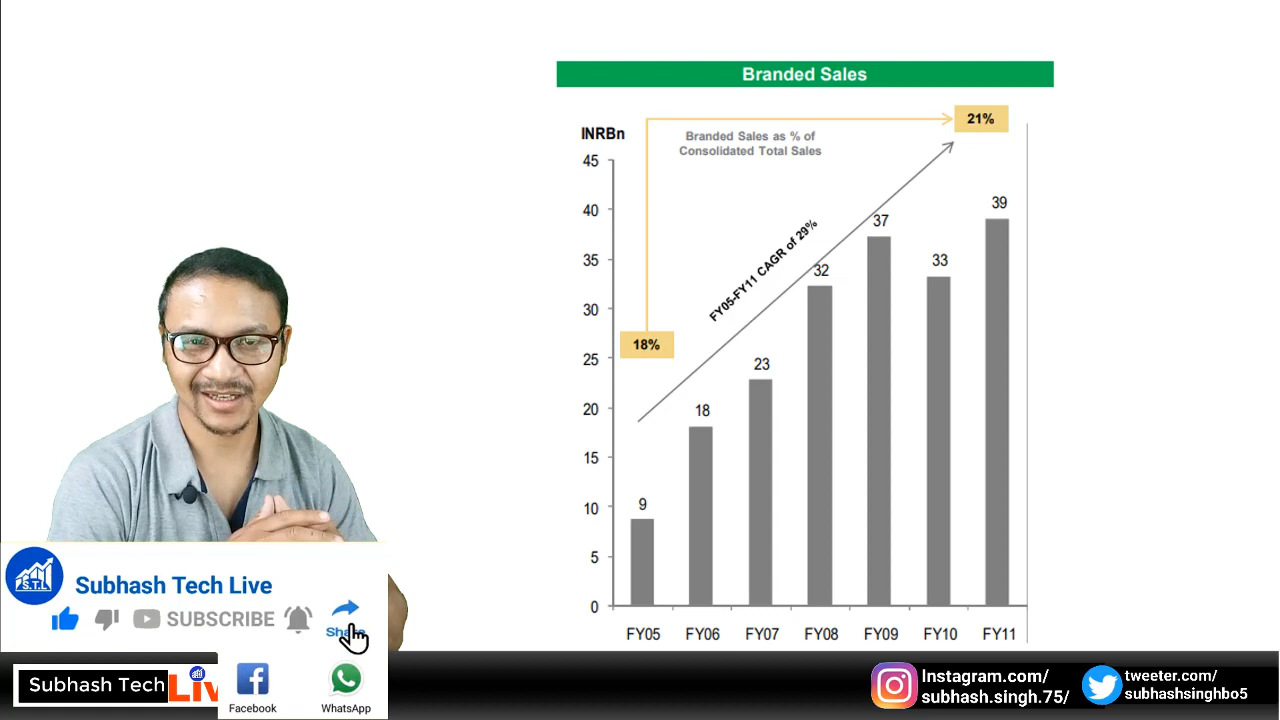 Branded Sales
INRBn
Branded Sales as % of
Consolidated Total Sales
21%
18%
FY05-FY11 CAGR of 29%
45
40
35
30
25
20
15
10
5
0
9
18
23
32
37
33
39
FY05 FY06 FY07 FY08 FY09 FY10 FY11
S.T.L
Subhash Tech Live
SUBSCRIBE
Share
Subhash Tech
Facebook
WhatsApp
Instagram.com/
subhash.singh.75/
tweeter.com/
subhashsinghbo5